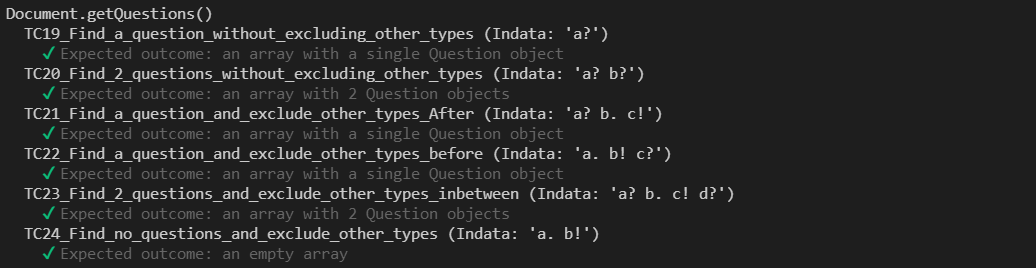 Document.getQuestions()
TC19_Find_a_question_without_excluding_other_types (Indata: 'a?')
✓ Expected outcome: an array with a single Question object
TC20_Find_2_questions_without_excluding_other_types (Indata: 'a? b?')
✓ Expected outcome: an array with 2 Question objects
TC21_Find_a_question_and_exclude_other_types_After (Indata: 'a? b. c!')
✓ Expected outcome: an array with a single Question object
TC22_Find_a_question_and_exclude_other_types_before (Indata: 'a. b! c?')
✓ Expected outcome: an array with a single Question object
TC23_Find_2_questions_and_exclude_other_types_inbetween (Indata: 'a? b. c! d?')
✓ Expected outcome: an array with 2 Question objects
TC24_Find_no_questions_and_exclude_other_types (Indata: 'a. b!')
✓ Expected outcome: an empty array